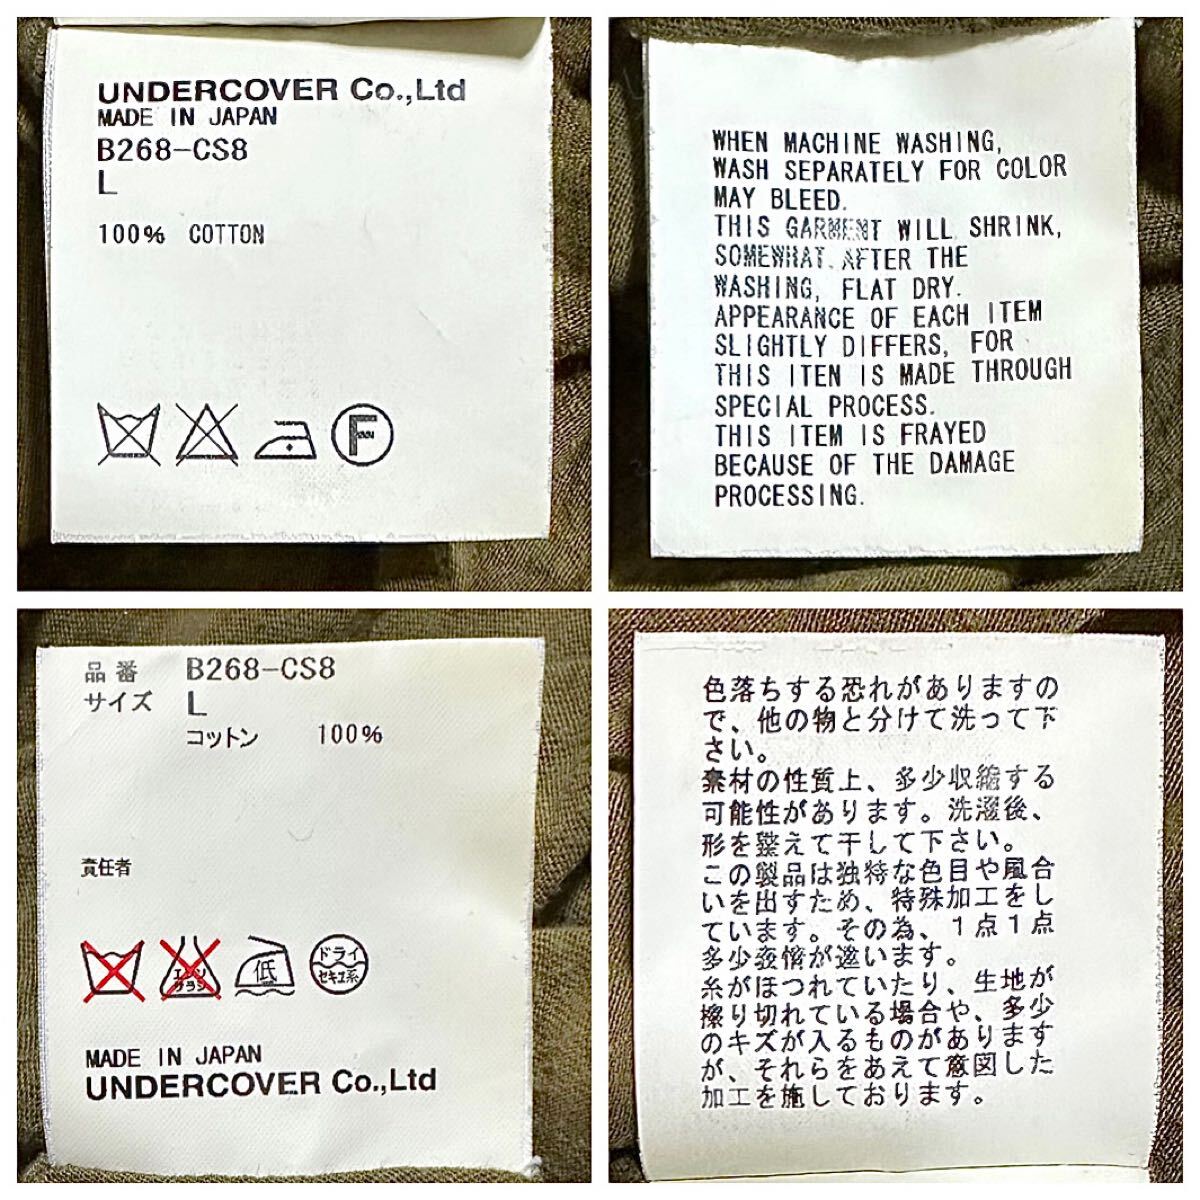 UNDERCOVER Co.,Ltd
MADE IN JAPAN
B268-CS8
L
100% COTTON
F
WHEN MACHINE WASHING,
WASH SEPARATELY FOR COLOR
MAY BLEED.
THIS GARMENT WILL SHRINK,
SOMEWHAT. AFTER THE
WASHING, FLAT DRY.
APPEARANCE OF EACH ITEM
SLIGHTLY DIFFERS, FOR
THIS ITEN IS MADE THROUGH
SPECIAL PROCESS.
THIS ITEM IS FRAYED
BECAUSE OF THE DAMAGE
PROCESSING.
品番 B268-CS8
サイズ L
コットン 100%
責任者
エンソ
サラシ
低
ドライ
セキユ系
MADE IN JAPAN
UNDERCOVER Co.,Ltd
色落ちする恐れがありますの
で、他の物と分けて洗って下
さい。
素材の性質上、多少収縮する
可能性があります。洗濯後、
形を整えて干して下さい。
この製品は独特な色目や風合
いを出すため、特殊加工をし
ています。その為、1点1点
多少表情が違います。
糸がほつれていたり、生地が
擦り切れている場合や、多少
のキズが入るものがあります
が、それらをあえて意図した
加工を施しております。